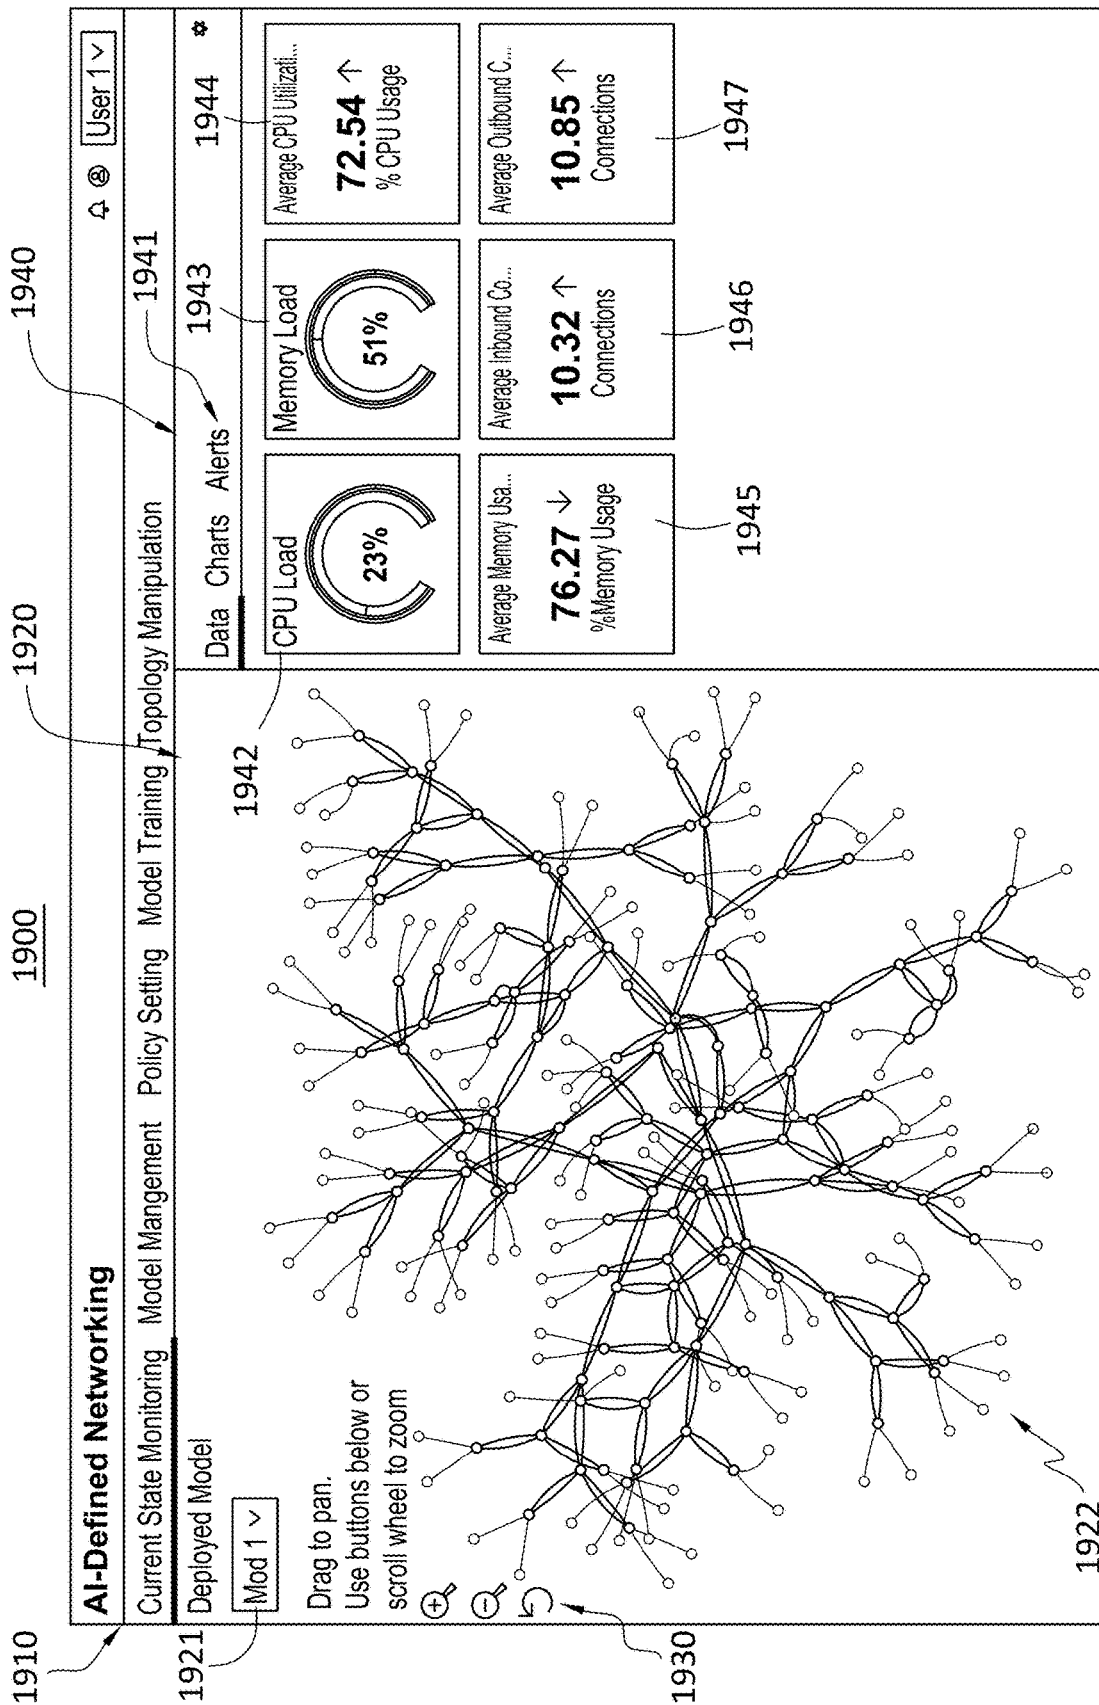 1900
1910
1920
1940
AI-Defined Networking
User 1
Current State Monitoring Model Mangement Policy Setting Model Training Topology Manipulation
1921
Deployed Model
Mod 1
Drag to pan.
Use buttons below or
scroll wheel to zoom
1930
1922
1941
Data Charts Alerts
1942
1943
1944
CPU Load
23%
Memory Load
51%
Average CPU Utilizati...
72.54 ↑
% CPU Usage
Average Memory Usa...
76.27 ↓
%Memory Usage
Average Inbound Co...
10.32 ↑
Connections
Average Outbound C...
10.85 ↑
Connections
1945
1946
1947